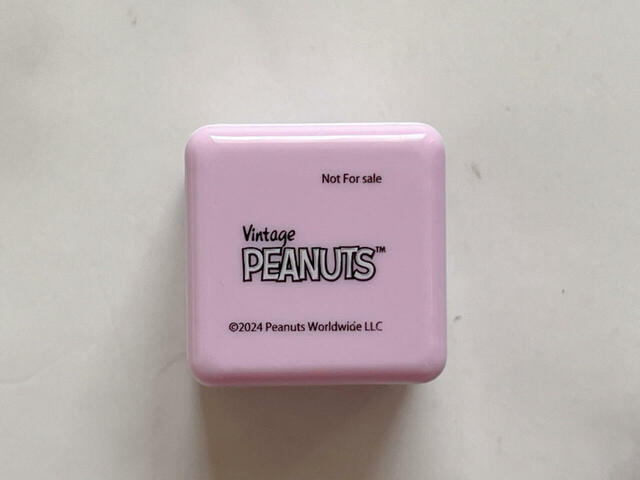 Not For sale
Vintage
PEANUTS™
©2024 Peanuts Worldwide LLC